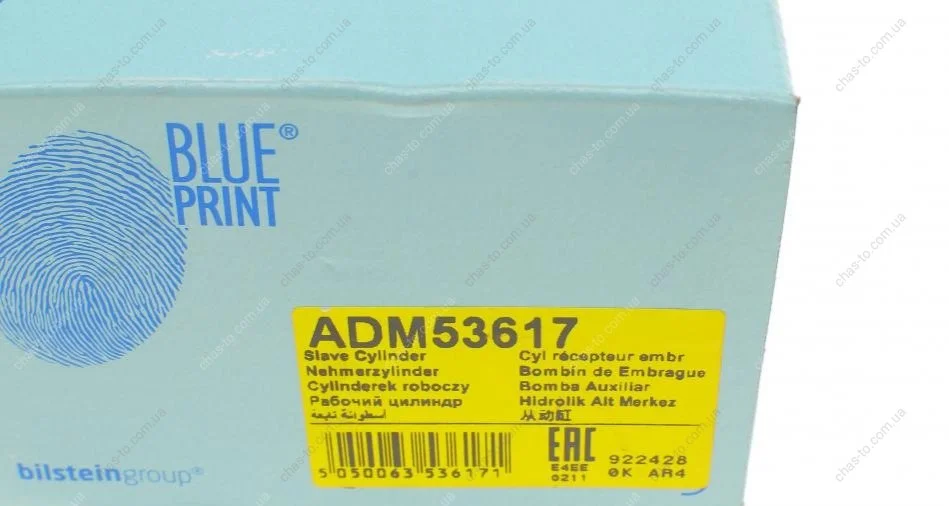 BLUE®
PRINT
ADM53617
Slave Cylinder
Nehmerzylinder
Cylinderek roboczy
Рабочий цилиндр
أسطوانة تابعة
Cyl récepteur embr
Bombin de Embrague
Bomba Auxiliar
Hidrolik Alt Merkez
从动缸
5 050063 536171
EAC
E4EE
0211
922428
0K AR4
bilsteingroup®
chas-to.com.ua